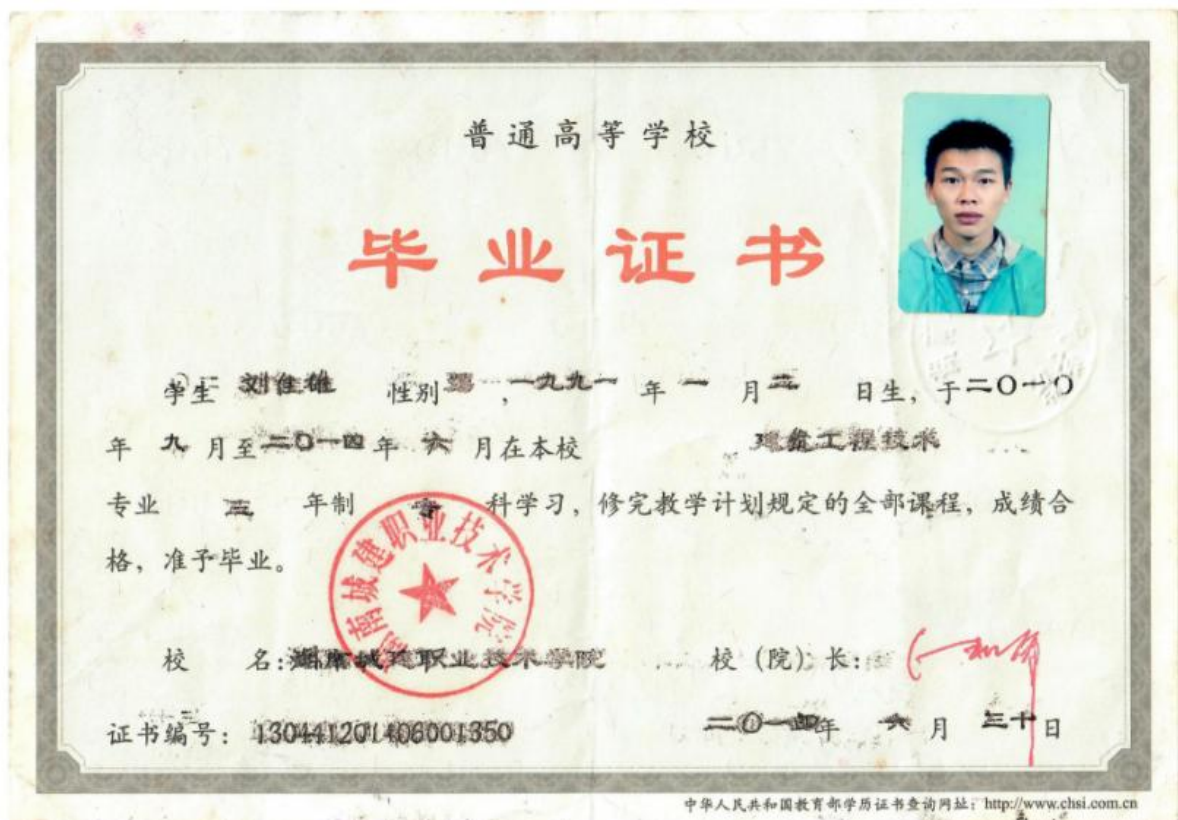 普通高等学校
毕业证书
学生 刘佳雄 性别 男 ，一九九一 年 一 月 二 日生，于二〇一〇
年 九 月至二〇一四年 六 月在本校 工程技术
专业 三 年制 专 科学习，修完教学计划规定的全部课程，成绩合
格，准予毕业。
湖南城建职业技术学院
校 名：湖南城建职业技术学院 校（院）长：
证书编号：130441201406001350 二〇一四年 六 月 三十日
中华人民共和国教育部学历证书查询网址：http://www.chsi.com.cn